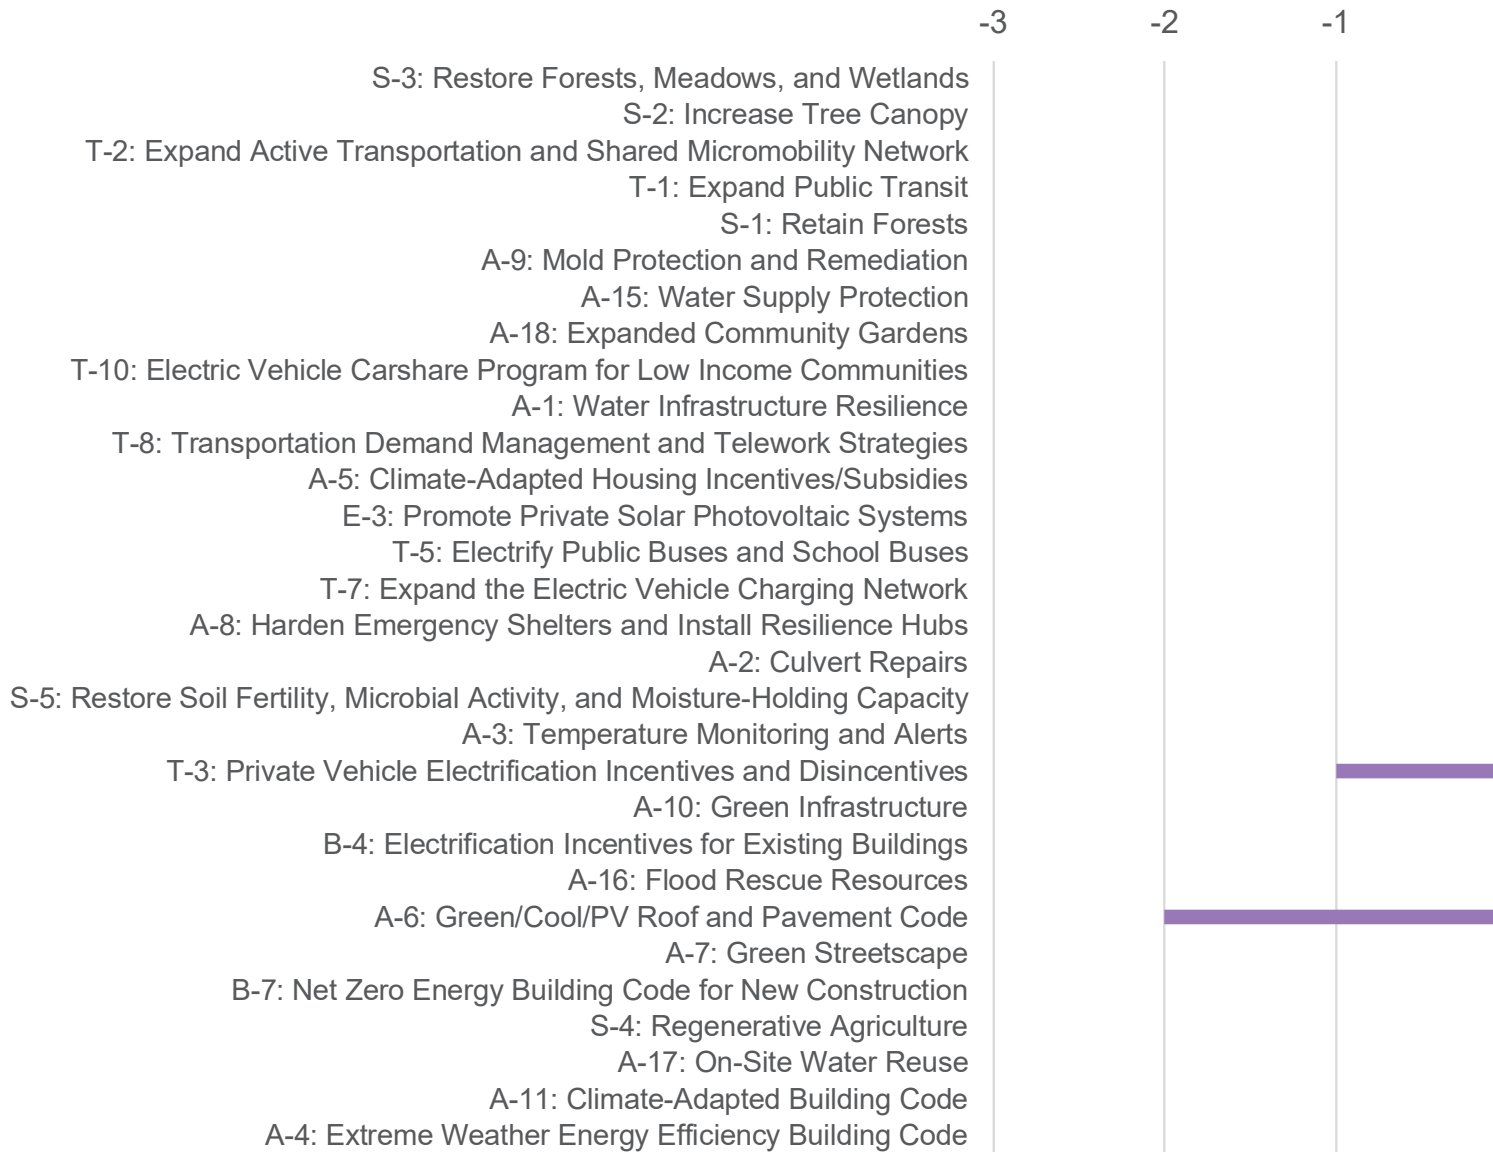 -3 -2 -1
S-3: Restore Forests, Meadows, and Wetlands
S-2: Increase Tree Canopy
T-2: Expand Active Transportation and Shared Micromobility Network
T-1: Expand Public Transit
S-1: Retain Forests
A-9: Mold Protection and Remediation
A-15: Water Supply Protection
A-18: Expanded Community Gardens
T-10: Electric Vehicle Carshare Program for Low Income Communities
A-1: Water Infrastructure Resilience
T-8: Transportation Demand Management and Telework Strategies
A-5: Climate-Adapted Housing Incentives/Subsidies
E-3: Promote Private Solar Photovoltaic Systems
T-5: Electrify Public Buses and School Buses
T-7: Expand the Electric Vehicle Charging Network
A-8: Harden Emergency Shelters and Install Resilience Hubs
A-2: Culvert Repairs
S-5: Restore Soil Fertility, Microbial Activity, and Moisture-Holding Capacity
A-3: Temperature Monitoring and Alerts
T-3: Private Vehicle Electrification Incentives and Disincentives
A-10: Green Infrastructure
B-4: Electrification Incentives for Existing Buildings
A-16: Flood Rescue Resources
A-6: Green/Cool/PV Roof and Pavement Code
A-7: Green Streetscape
B-7: Net Zero Energy Building Code for New Construction
S-4: Regenerative Agriculture
A-17: On-Site Water Reuse
A-11: Climate-Adapted Building Code
A-4: Extreme Weather Energy Efficiency Building Code